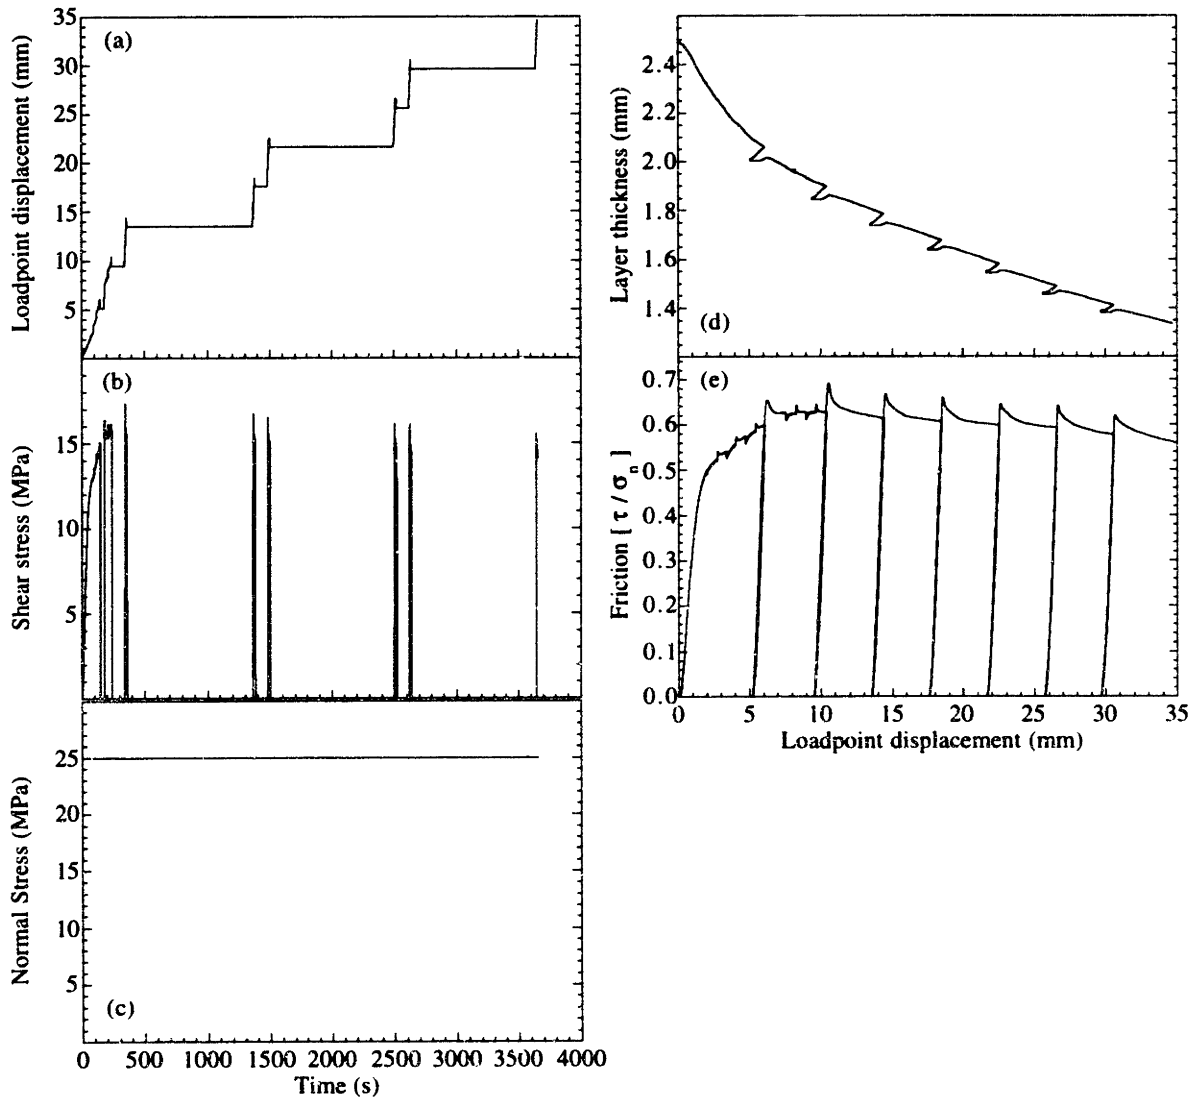 (a)
Loadpoint displacement (mm)
35
30
25
20
15
10
5
(b)
Shear stress (MPa)
15
10
5
(c)
Normal Stress (MPa)
25
20
15
10
5
0 500 1000 1500 2000 2500 3000 3500 4000
Time (s)
(d)
Layer thickness (mm)
2.4
2.2
2.0
1.8
1.6
1.4
(e)
Friction [ τ / σn ]
0.7
0.6
0.5
0.4
0.3
0.2
0.1
0.0
0 5 10 15 20 25 30 35
Loadpoint displacement (mm)